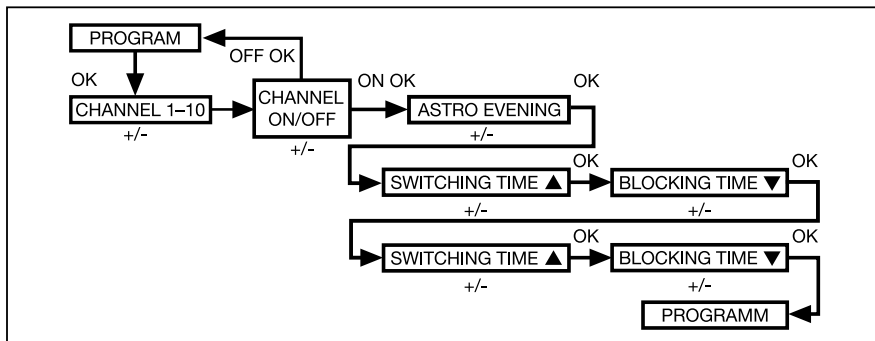 PROGRAM
OFF OK
OK
CHANNEL 1–10
+/-
CHANNEL
ON/OFF
+/-
ON OK
ASTRO EVENING
+/-
OK
SWITCHING TIME ▲
+/-
OK
BLOCKING TIME ▼
+/-
OK
SWITCHING TIME ▲
+/-
OK
BLOCKING TIME ▼
+/-
OK
PROGRAMM